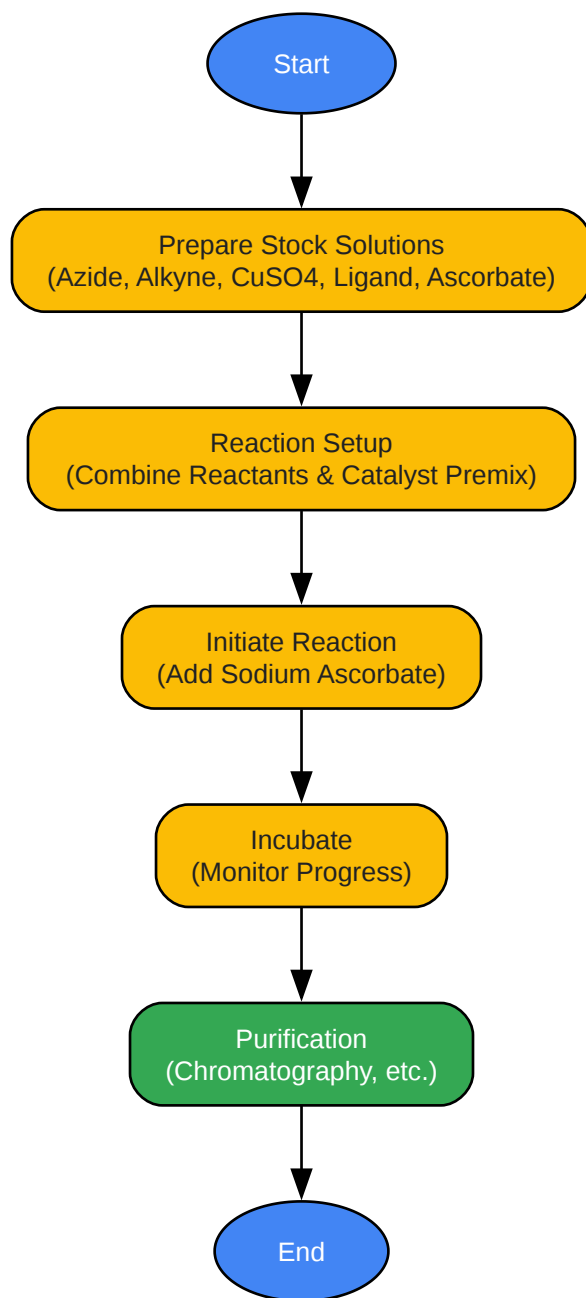 Start
Prepare Stock Solutions
(Azide, Alkyne, CuSO4, Ligand, Ascorbate)
Reaction Setup
(Combine Reactants & Catalyst Premix)
Initiate Reaction
(Add Sodium Ascorbate)
Incubate
(Monitor Progress)
Purification
(Chromatography, etc.)
End